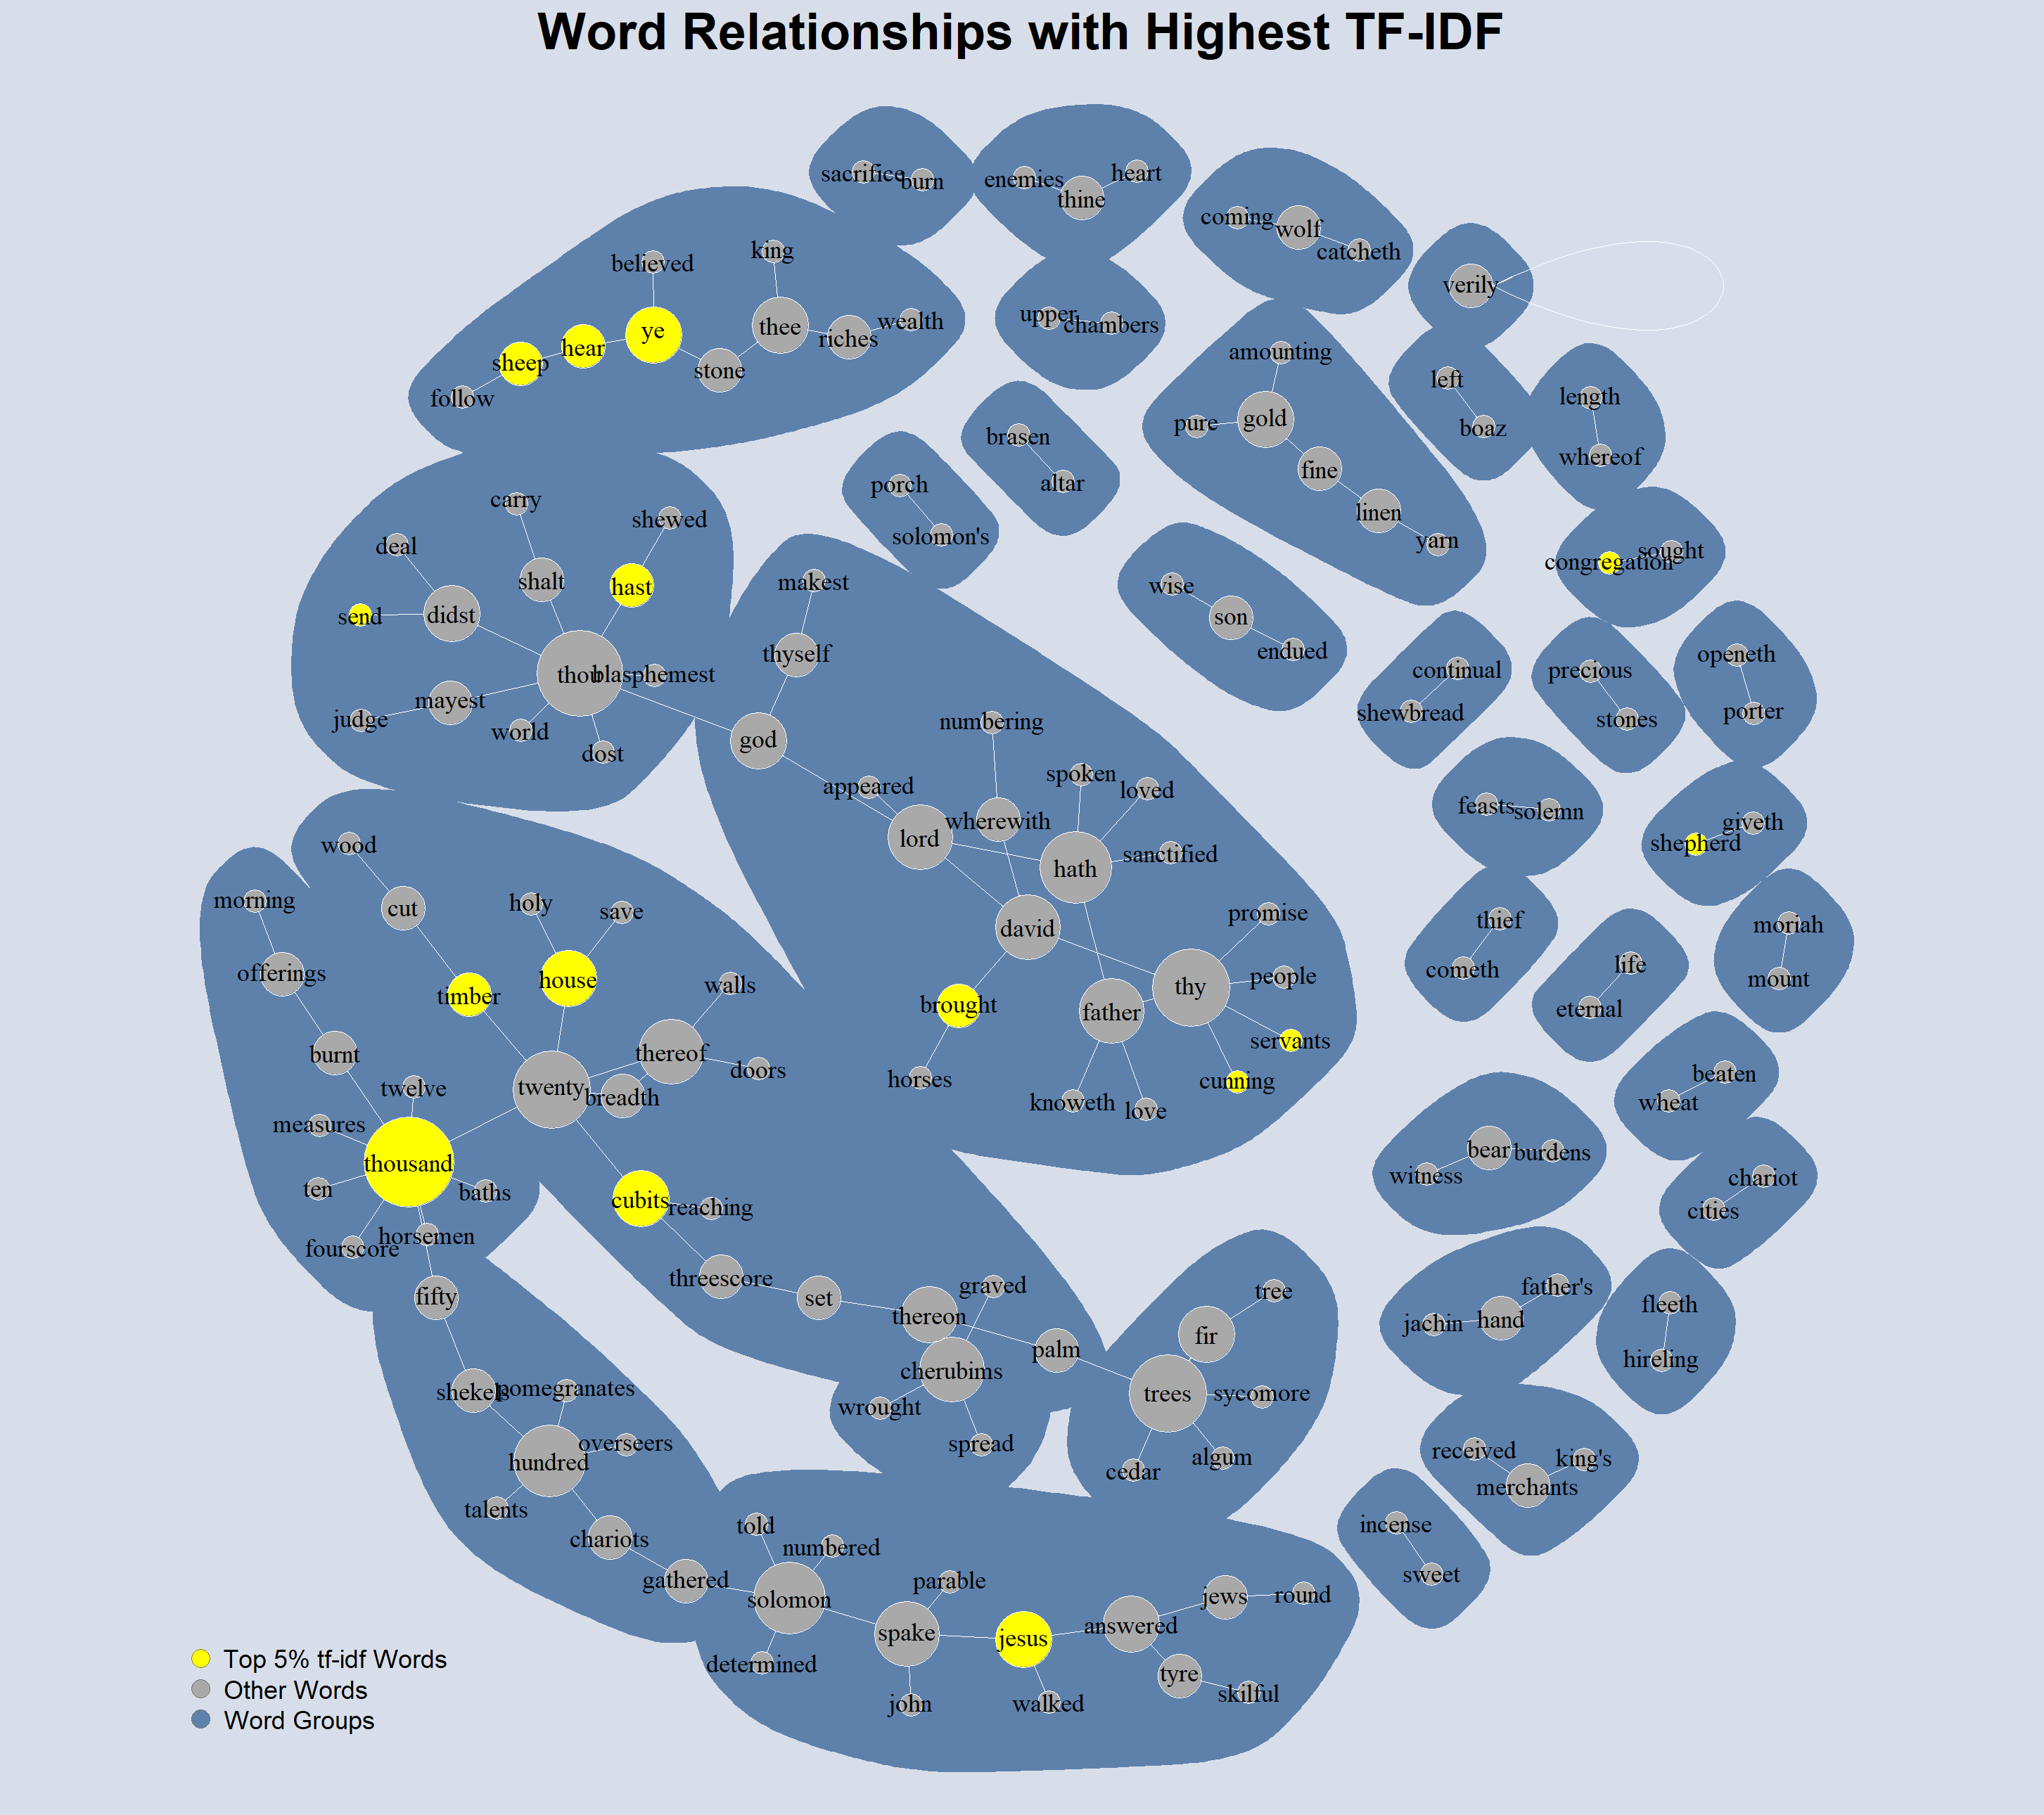 Word Relationships with Highest TF-IDF
sacrifice
burn
enemies
thine
heart
coming
wolf
catcheth
verily
believed
king
ye
thee
riches
wealth
hear
sheep
stone
follow
upper
chambers
amounting
pure
gold
fine
linen
yarn
left
boaz
length
whereof
brasen
altar
porch
solomon's
congregation
sought
carry
shewed
deal
shalt
hast
send
didst
thou
blasphemest
mayest
judge
world
dost
makest
thyself
god
wise
son
endued
continual
shewbread
precious
stones
openeth
porter
numbering
appeared
spoken
loved
lord
wherewith
hath
sanctified
david
promise
thy
people
brought
father
servants
horses
knoweth
love
cunning
feasts
solemn
giveth
shepherd
thief
cometh
life
eternal
moriah
mount
wood
morning
cut
holy
save
offerings
timber
house
walls
burnt
thereof
doors
twelve
twenty
breadth
measures
thousand
ten
baths
fourscore
horsemen
cubits
reaching
threescore
set
graved
thereon
cherubims
palm
wrought
spread
fifty
beaten
wheat
bear
burdens
witness
chariot
cities
father's
jachin
hand
fleeth
hireling
tree
fir
trees
sycomore
cedar
algum
shekels
pomegranates
overseers
hundred
talents
chariots
gathered
received
king's
merchants
incense
sweet
told
numbered
solomon
determined
parable
spake
john
jesus
walked
answered
jews
round
tyre
skilful
Top 5% tf-idf Words
Other Words
Word Groups